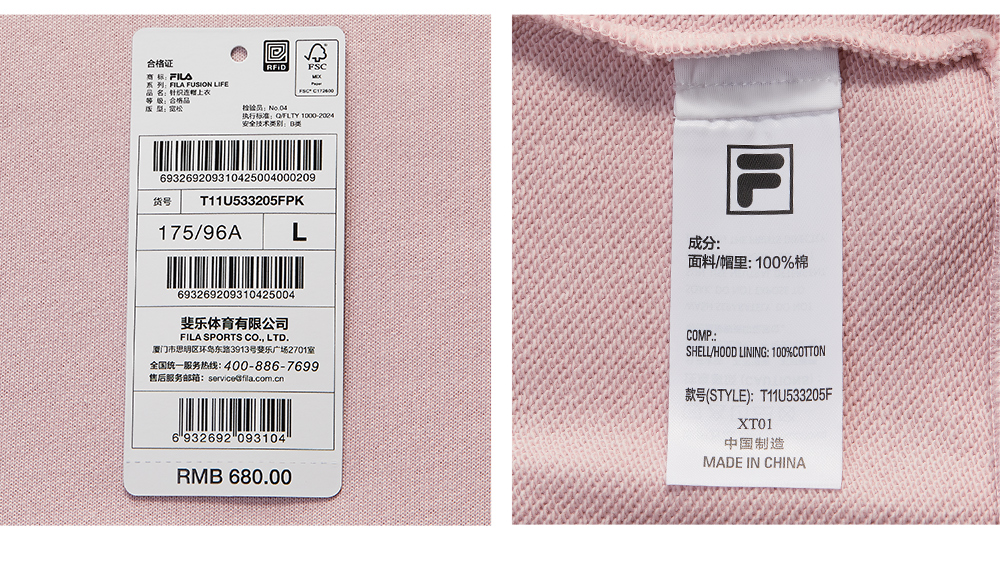 合格证
商 标: FILA
系 列: FILA FUSION LIFE
品 名: 针织连帽上衣
等 级: 合格品
版 型: 宽松
RFID
FSC
MIX
Paper
FSC® C172600
检验员: No.04
执行标准: Q/FLTY 1000-2024
安全技术类别: B类
693269209310425004000209
货号 T11U533205FPK
175/96A L
693269209310425004
斐乐体育有限公司
FILA SPORTS CO., LTD.
厦门市思明区环岛东路3913号斐乐广场2701室
全国统一服务热线: 400-886-7699
售后服务邮箱: service@fila.com.cn
6 932692 093104
RMB 680.00
F
成分:
面料/帽里: 100%棉
COMP.:
SHELL/HOOD LINING: 100%COTTON
款号(STYLE): T11U533205F
XT01
中国制造
MADE IN CHINA